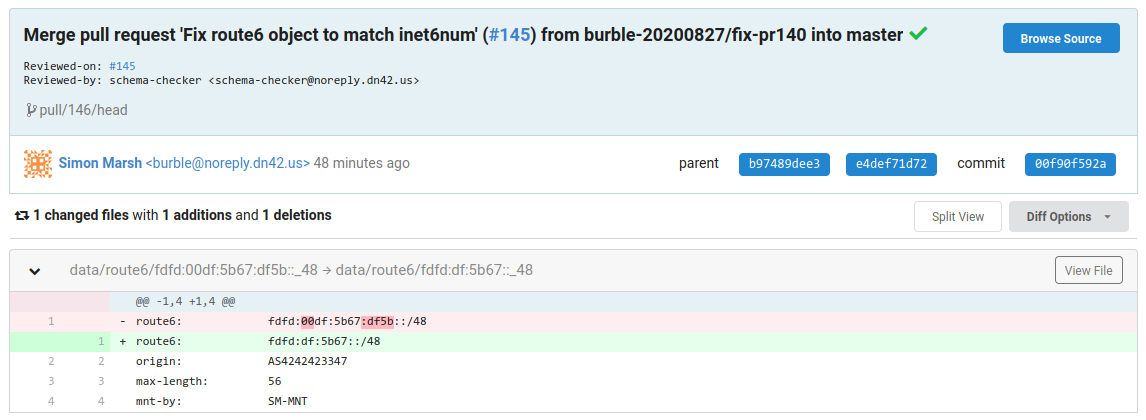 Merge pull request 'Fix route6 object to match inet6num' (#145) from burble-20200827/fix-pr140 into master
Browse Source
Reviewed-on: #145
Reviewed-by: schema-checker <schema-checker@noreply.dn42.us>
pull/146/head
Simon Marsh <burble@noreply.dn42.us> 48 minutes ago
parent b97489dee3 e4def71d72 commit 00f90f592a
1 changed files with 1 additions and 1 deletions
Split View Diff Options
data/route6/fdfd:00df:5b67:df5b::_48 → data/route6/fdfd:df:5b67::_48
View File
@@ -1,4 +1,4 @@
1 - route6: fdfd:00df:5b67:df5b::/48
1 + route6: fdfd:df:5b67::/48
2 2 origin: AS4242423347
3 3 max-length: 56
4 4 mnt-by: SM-MNT